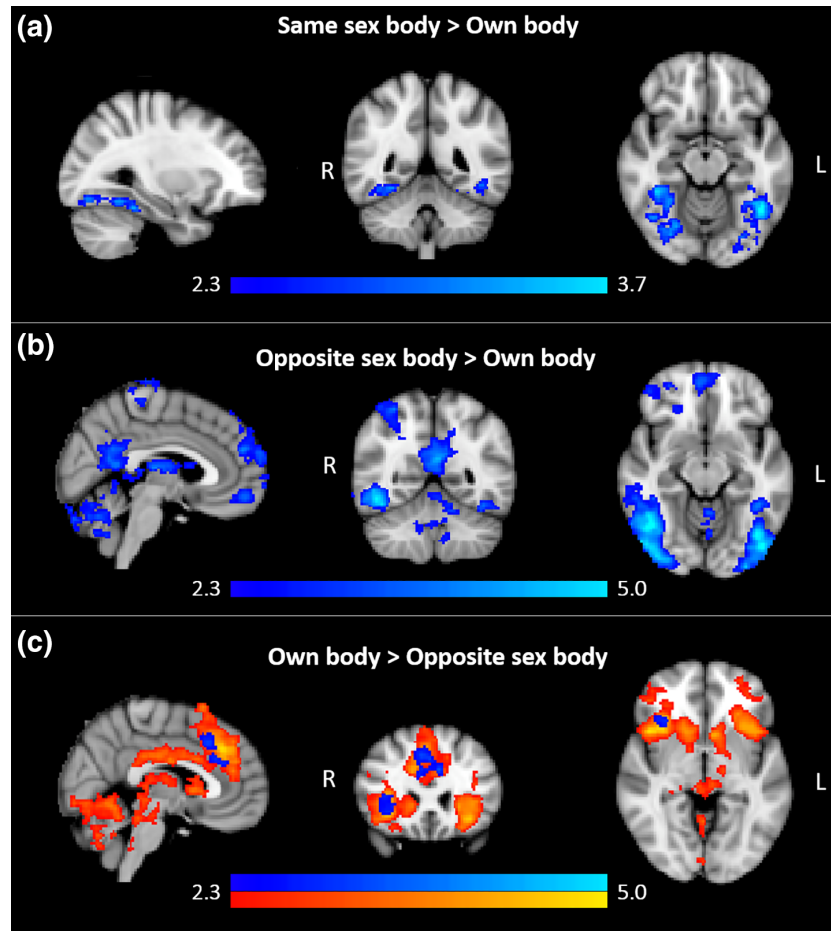 (a)
Same sex body > Own body
R
L
2.3
3.7
(b)
Opposite sex body > Own body
R
L
2.3
5.0
(c)
Own body > Opposite sex body
R
L
2.3
5.0